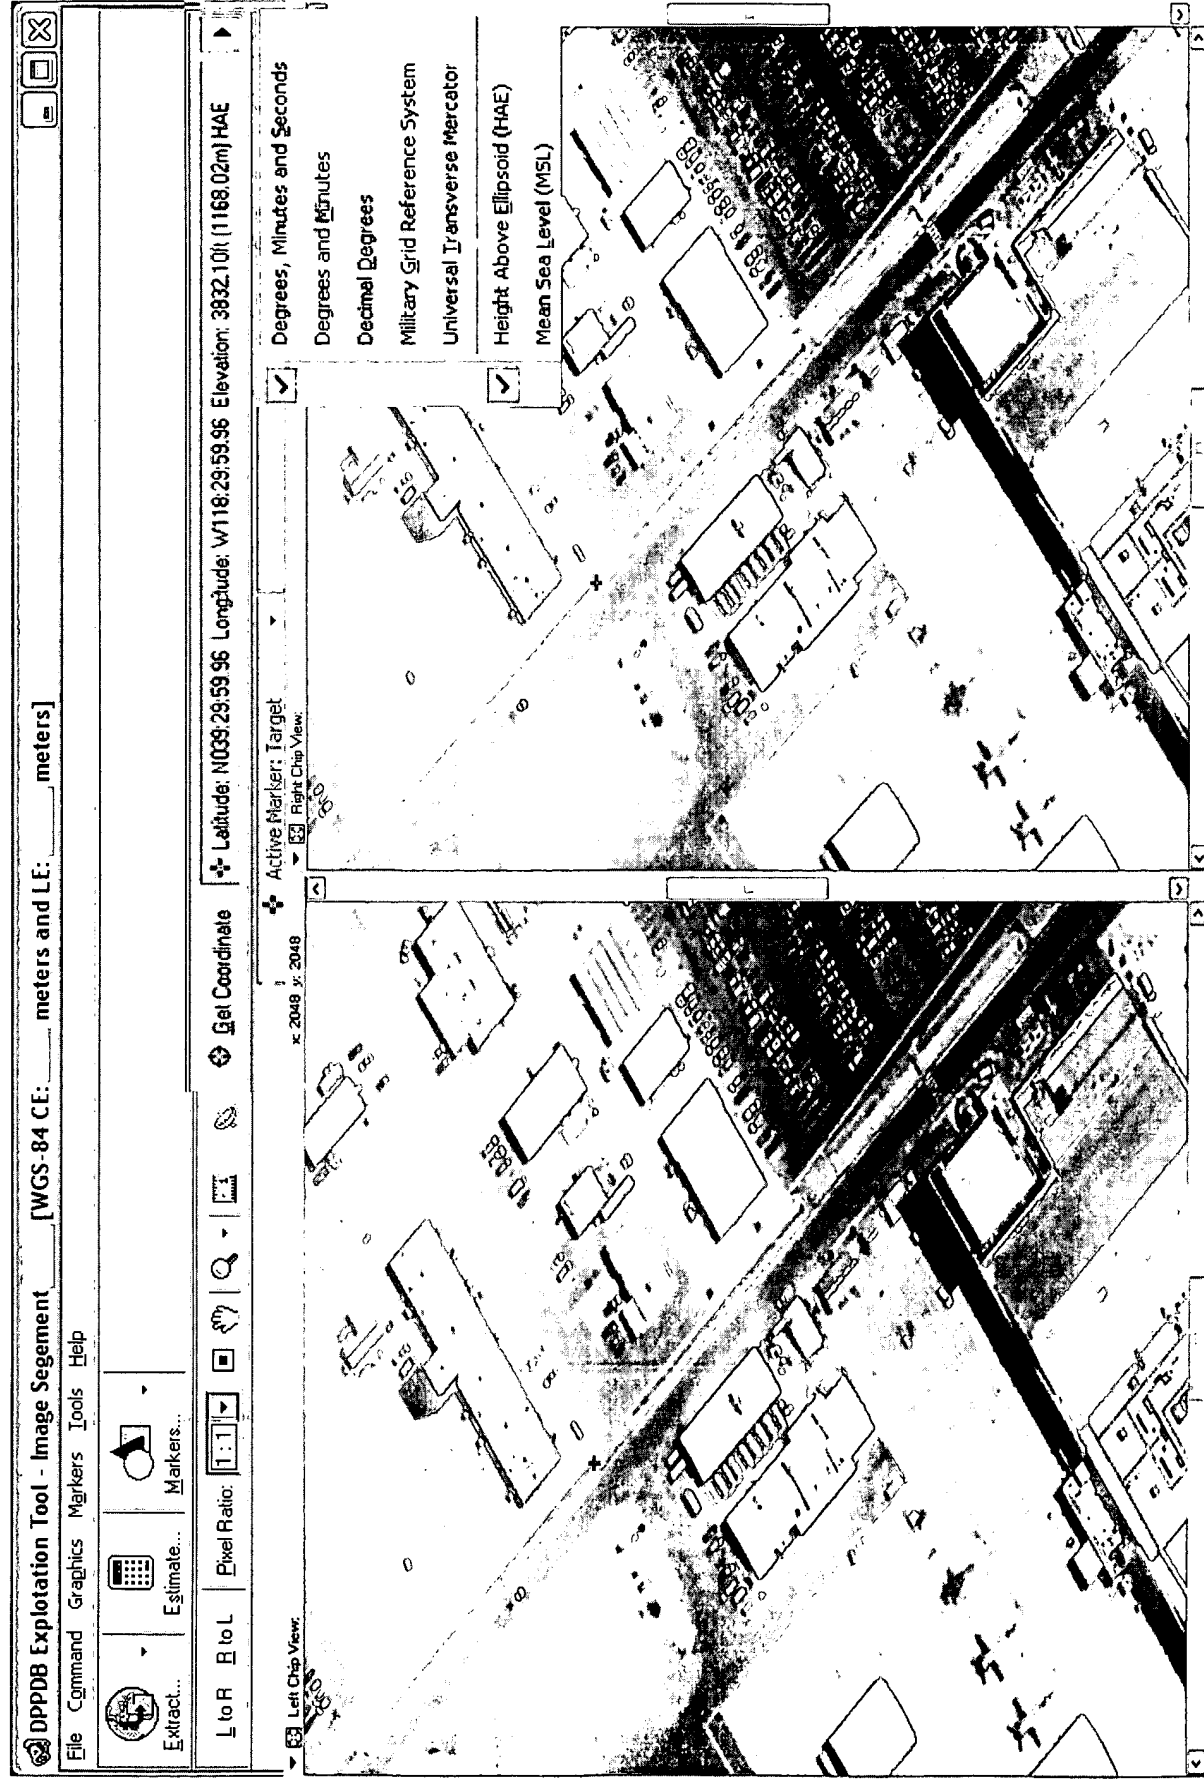 DPPDB Explotation Tool - Image Segement____ [WGS-84 CE: ____ meters and LE: ____ meters]
File Command Graphics Markers Tools Help
Extract... Estimate... Markers...
L to R R to L Pixel Ratio: 1 : 1 Get Coordinate Latitude: N039:29:59.96 Longtude: W118:29:59.96 Elevation: 3832.10ft (1168.02m) HAE
Left Chip View: x: 2048 y: 2048 Active Marker: Target
Right Chip View:
Degrees, Minutes and Seconds
Degrees and Minutes
Decimal Degrees
Military Grid Reference System
Universal Transverse Mercator
Height Above Ellipsoid (HAE)
Mean Sea Level (MSL)